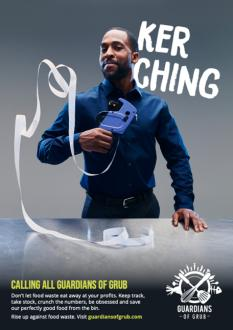 KER
CHING
CALLING ALL GUARDIANS OF GRUB
Don't let food waste eat away at your profits. Keep track,
take stock, crunch the numbers, be obsessed and save
our perfectly good food from the bin.
Rise up against food waste. Visit guardiansofgrub.com
GUARDIANS
OF GRUB